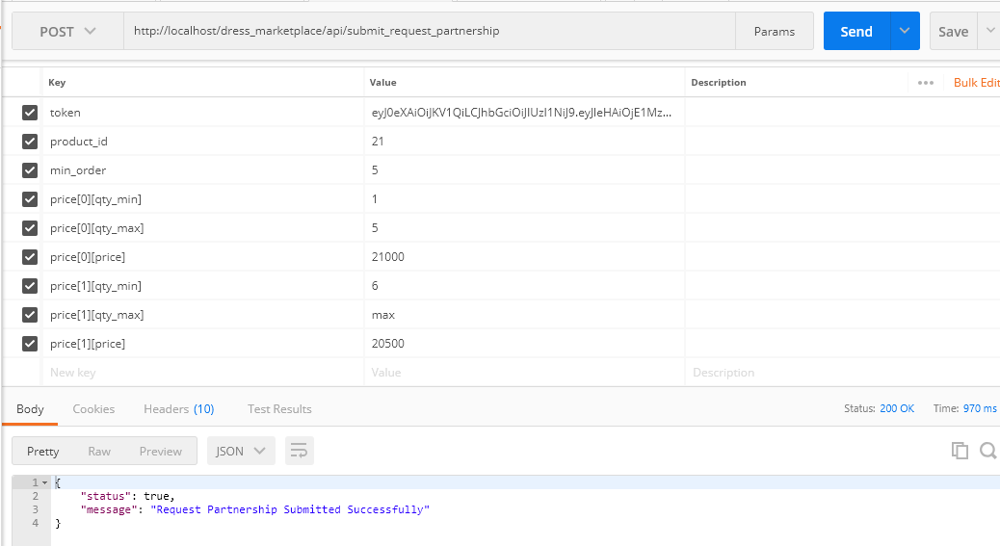 POST http://localhost/dress_marketplace/api/submit_request_partnership Params Send Save
Key Value Description ••• Bulk Edit
token eyJ0eXAiOiJKV1QiLCJhbGciOiJIUzI1NiJ9.eyJleHAiOjE1Mz...
product_id 21
min_order 5
price[0][qty_min] 1
price[0][qty_max] 5
price[0][price] 21000
price[1][qty_min] 6
price[1][qty_max] max
price[1][price] 20500
New key Value Description
Body Cookies Headers (10) Test Results Status: 200 OK Time: 970 ms
Pretty Raw Preview JSON
1 {
2 "status": true,
3 "message": "Request Partnership Submitted Successfully"
4 }